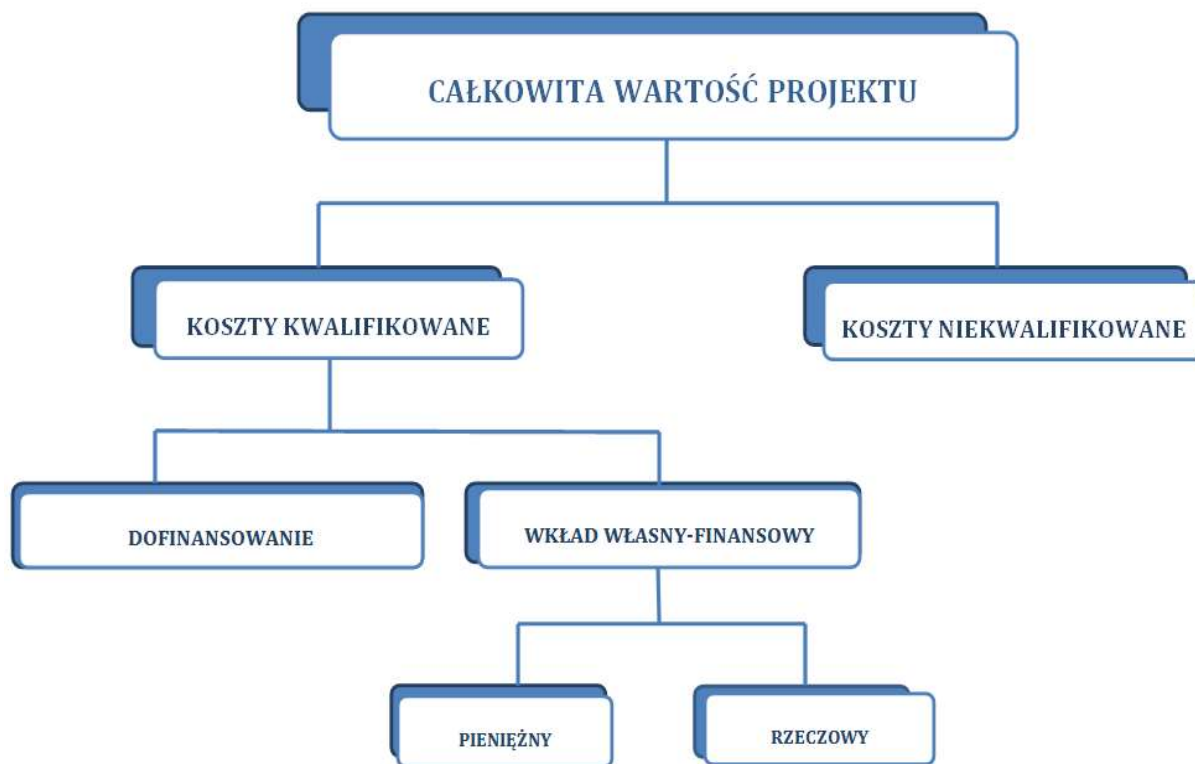 CAŁKOWITA WARTOŚĆ PROJEKTU
KOSZTY KWALIFIKOWANE
KOSZTY NIEKWALIFIKOWANE
DOFINANSOWANIE
WKŁAD WŁASNY-FINANSOWY
PIENIĘŻNY
RZECZOWY